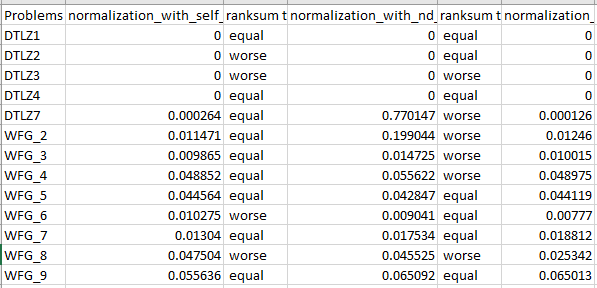 Problems normalization_with_self_ ranksum t normalization_with_nd_ ranksum t normalization_
DTLZ1 0 equal 0 equal 0
DTLZ2 0 worse 0 equal 0
DTLZ3 0 worse 0 worse 0
DTLZ4 0 equal 0 equal 0
DTLZ7 0.000264 equal 0.770147 worse 0.000126
WFG_2 0.011471 equal 0.199044 worse 0.01246
WFG_3 0.009865 equal 0.014725 worse 0.010015
WFG_4 0.048852 equal 0.055622 worse 0.048975
WFG_5 0.044564 equal 0.042847 equal 0.044119
WFG_6 0.010275 worse 0.009041 equal 0.00777
WFG_7 0.01304 equal 0.017534 equal 0.018812
WFG_8 0.047504 worse 0.045525 worse 0.025342
WFG_9 0.055636 equal 0.065092 equal 0.065013